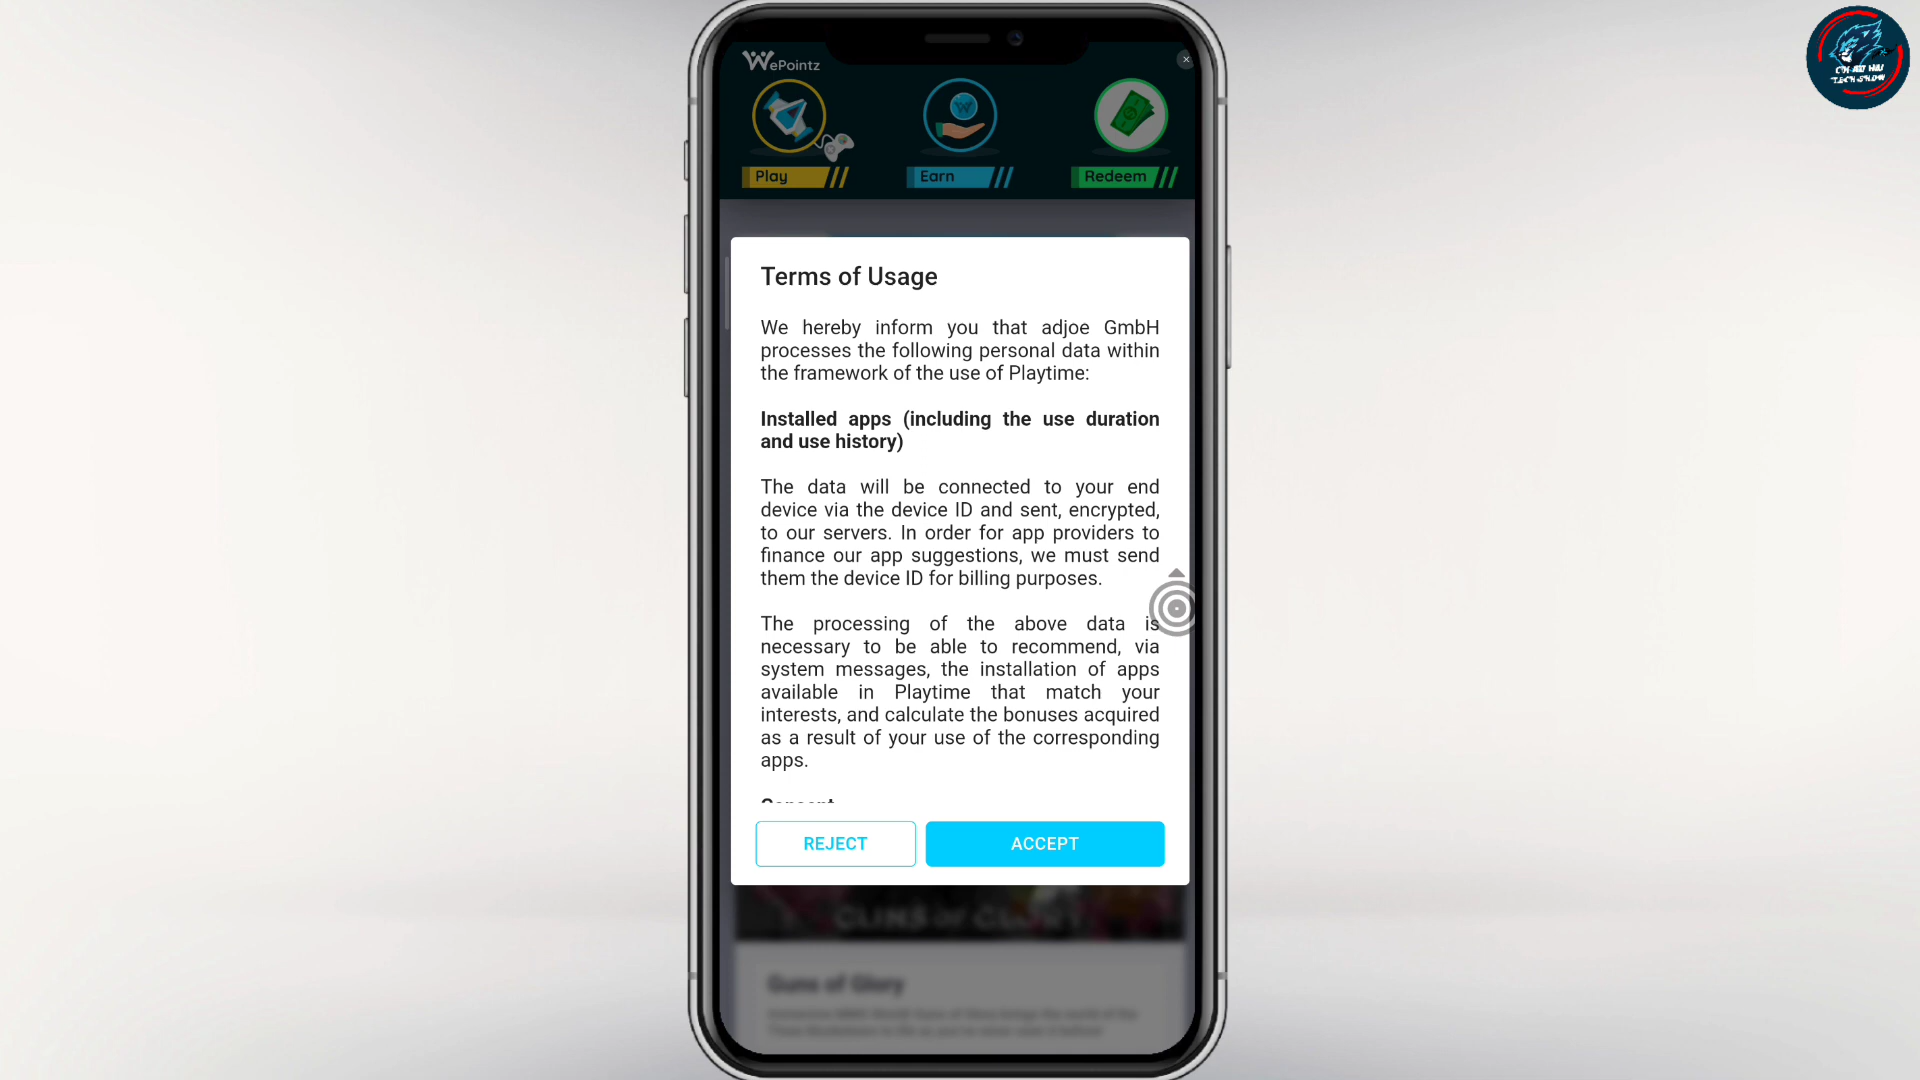 WePointz
Play
Earn
Redeem
Terms of Usage
We hereby inform you that adjoe GmbH
processes the following personal data within
the framework of the use of Playtime:
Installed apps (including the use duration
and use history)
The data will be connected to your end
device via the device ID and sent, encrypted,
to our servers. In order for app providers to
finance our app suggestions, we must send
them the device ID for billing purposes.
The processing of the above data is
necessary to be able to recommend, via
system messages, the installation of apps
available in Playtime that match your
interests, and calculate the bonuses acquired
as a result of your use of the corresponding
apps.
Consent
REJECT
ACCEPT
Guns of Glory
TECH SHOW